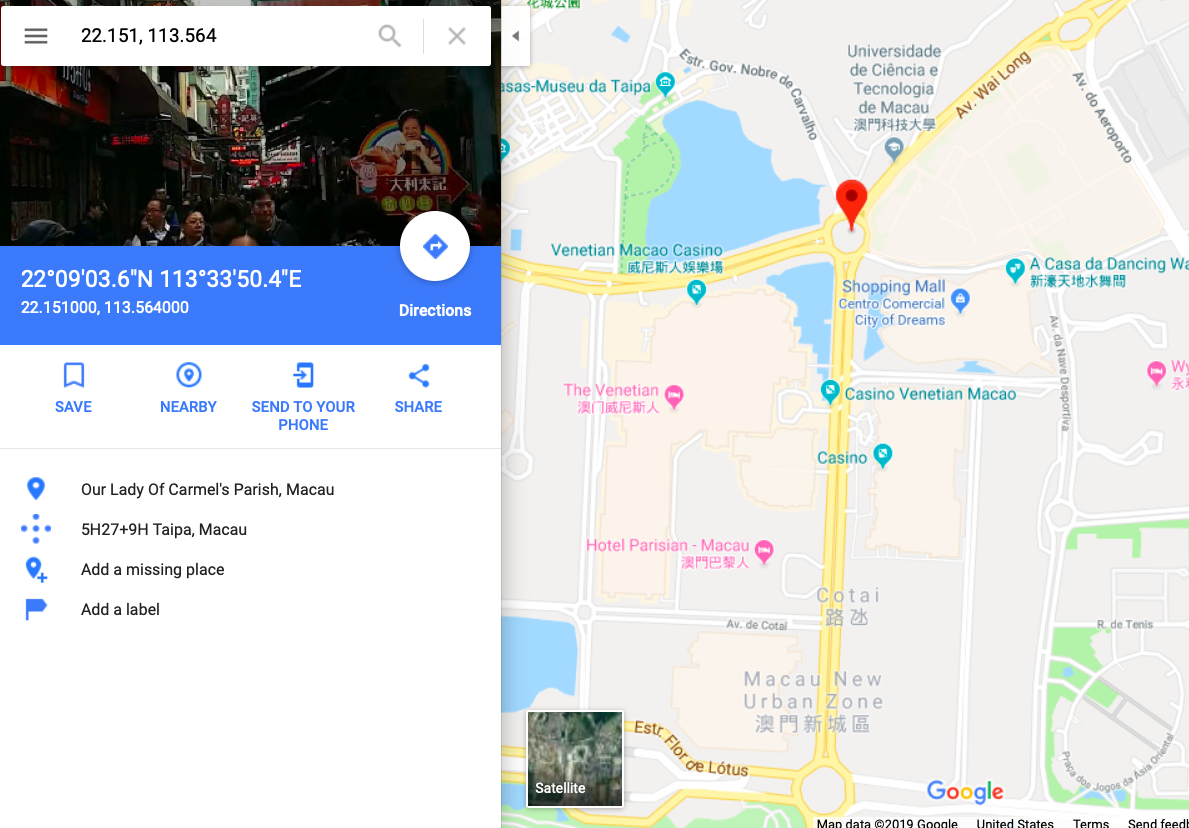 22.151, 113.564
大利來記
22°09'03.6"N 113°33'50.4"E
22.151000, 113.564000
Directions
SAVE
NEARBY
SEND TO YOUR
PHONE
SHARE
Our Lady Of Carmel's Parish, Macau
5H27+9H Taipa, Macau
Add a missing place
Add a label
花城公園
asas-Museu da Taipa
Estr. Gov. Nobre de Carvalho
Universidade
de Ciência e
Tecnologia
de Macau
澳門科技大學
Av. Wai Long
Av. do Aeroporto
Venetian Macao Casino
威尼斯人娛樂場
Shopping Mall
Centro Comercial
City of Dreams
A Casa da Dancing Wa
新濠天地水舞間
Av. da Nave Desportiva
The Venetian
澳门威尼斯人
Casino Venetian Macao
Wy
永利
Casino
Hotel Parisian - Macau
澳門巴黎人
Cotai
路氹
Av. de Cotai
R. de Tenis
Macau New
Urban Zone
澳門新城區
Estr. Flor de Lótus
Praça dos Jogos da Asia Oriental
Satellite
Google
Map data ©2019 Google
United States
Terms
Send feedb